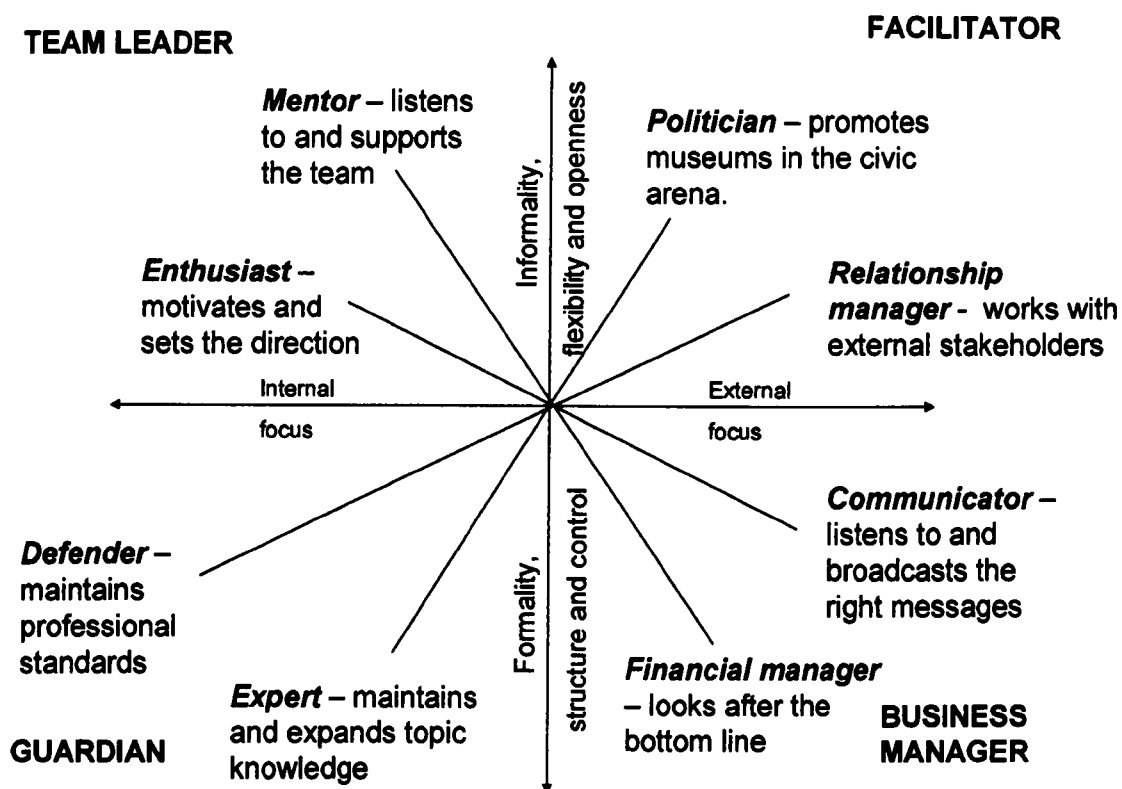 TEAM LEADER
FACILITATOR
Mentor – listens
to and supports
the team
Politician – promotes
museums in the civic
arena.
Informality,
flexibility and openness
Enthusiast –
motivates and
sets the direction
Relationship
manager - works with
external stakeholders
Internal
focus
External
focus
Defender –
maintains
professional
standards
Communicator –
listens to and
broadcasts the
right messages
Formality,
structure and control
Expert – maintains
and expands topic
knowledge
Financial manager
– looks after the
bottom line
GUARDIAN
BUSINESS
MANAGER